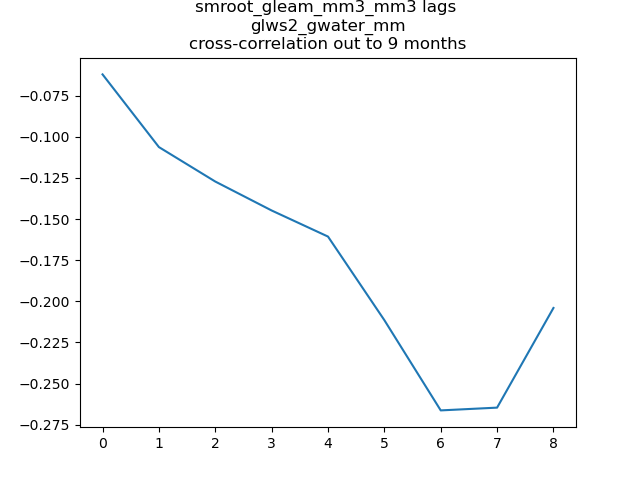 smroot_gleam_mm3_mm3 lags
glws2_gwater_mm
cross-correlation out to 9 months
−0.075
−0.100
−0.125
−0.150
−0.175
−0.200
−0.225
−0.250
−0.275
0 1 2 3 4 5 6 7 8